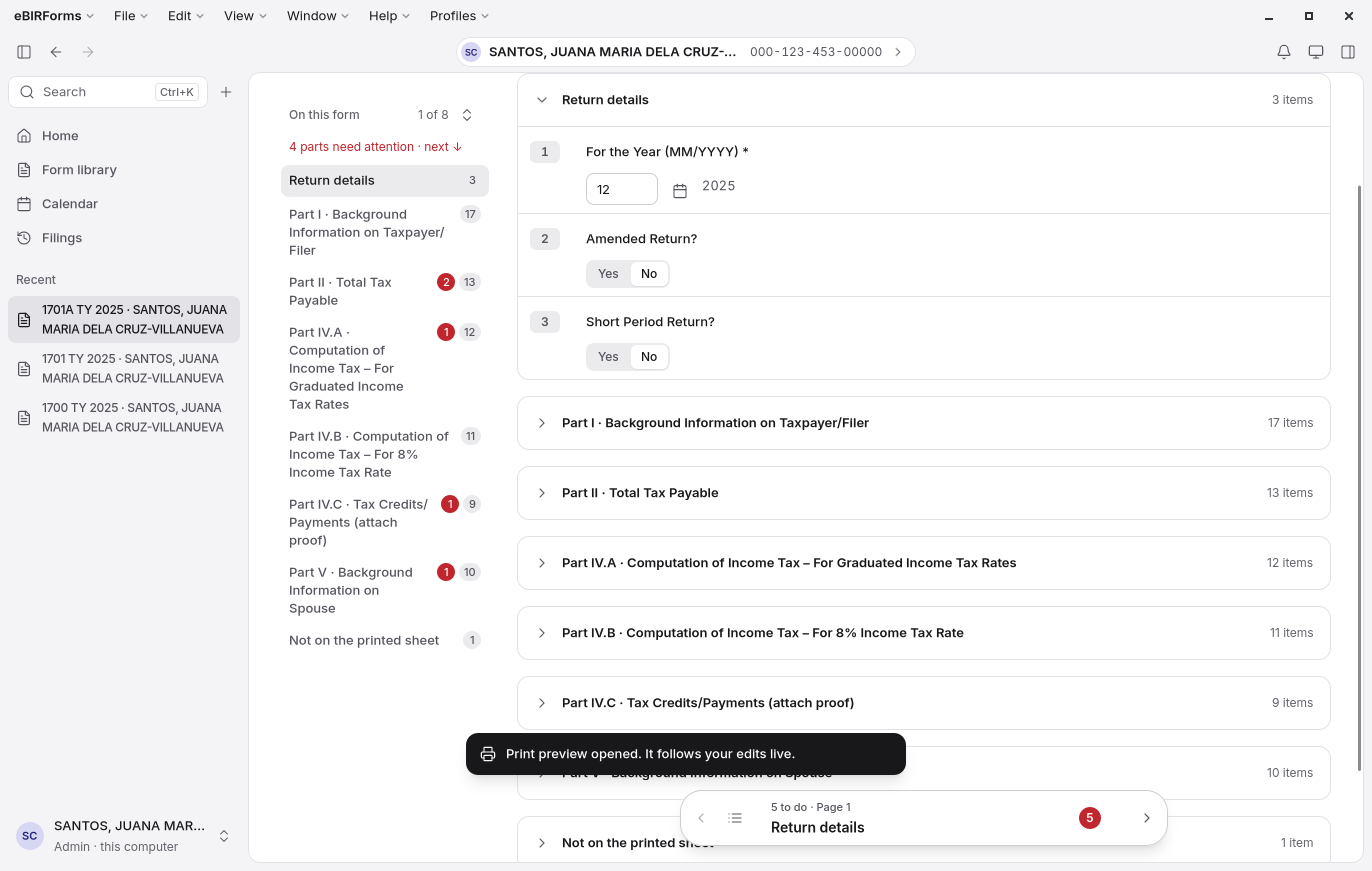 eBIRForms File Edit View Window Help Profiles
SC SANTOS, JUANA MARIA DELA CRUZ-... 000-123-453-00000
Search Ctrl+K
Home
Form library
Calendar
Filings
Recent
1701A TY 2025 · SANTOS, JUANA
MARIA DELA CRUZ-VILLANUEVA
1701 TY 2025 · SANTOS, JUANA
MARIA DELA CRUZ-VILLANUEVA
1700 TY 2025 · SANTOS, JUANA
MARIA DELA CRUZ-VILLANUEVA
SC
SANTOS, JUANA MAR...
Admin · this computer
On this form 1 of 8
4 parts need attention · next ↓
Return details 3
Part I · Background 17
Information on Taxpayer/
Filer
Part II · Total Tax 2 13
Payable
Part IV.A · 1 12
Computation of
Income Tax – For
Graduated Income
Tax Rates
Part IV.B · Computation of 11
Income Tax – For 8%
Income Tax Rate
Part IV.C · Tax Credits/ 1 9
Payments (attach
proof)
Part V · Background 1 10
Information on
Spouse
Not on the printed sheet 1
Return details 3 items
1 For the Year (MM/YYYY) *
12 2025
2 Amended Return?
Yes No
3 Short Period Return?
Yes No
Part I · Background Information on Taxpayer/Filer 17 items
Part II · Total Tax Payable 13 items
Part IV.A · Computation of Income Tax – For Graduated Income Tax Rates 12 items
Part IV.B · Computation of Income Tax – For 8% Income Tax Rate 11 items
Part IV.C · Tax Credits/Payments (attach proof) 9 items
Print preview opened. It follows your edits live.
Part V · Background Information on Spouse 10 items
5 to do · Page 1
Return details 5
Not on the printed sheet 1 item